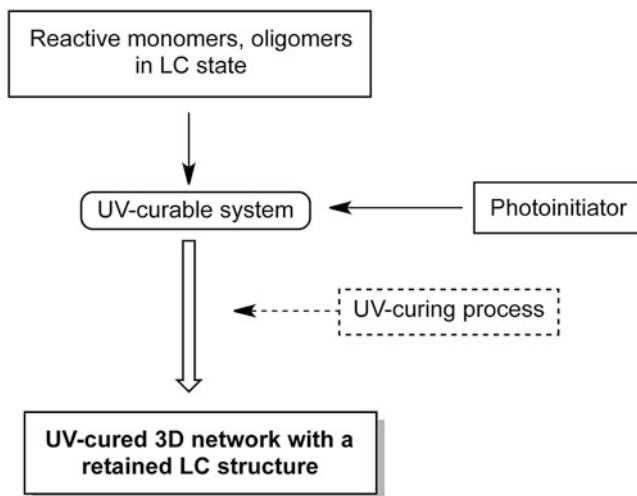 Reactive monomers, oligomers
in LC state
UV-curable system
Photoinitiator
UV-curing process
UV-cured 3D network with a
retained LC structure